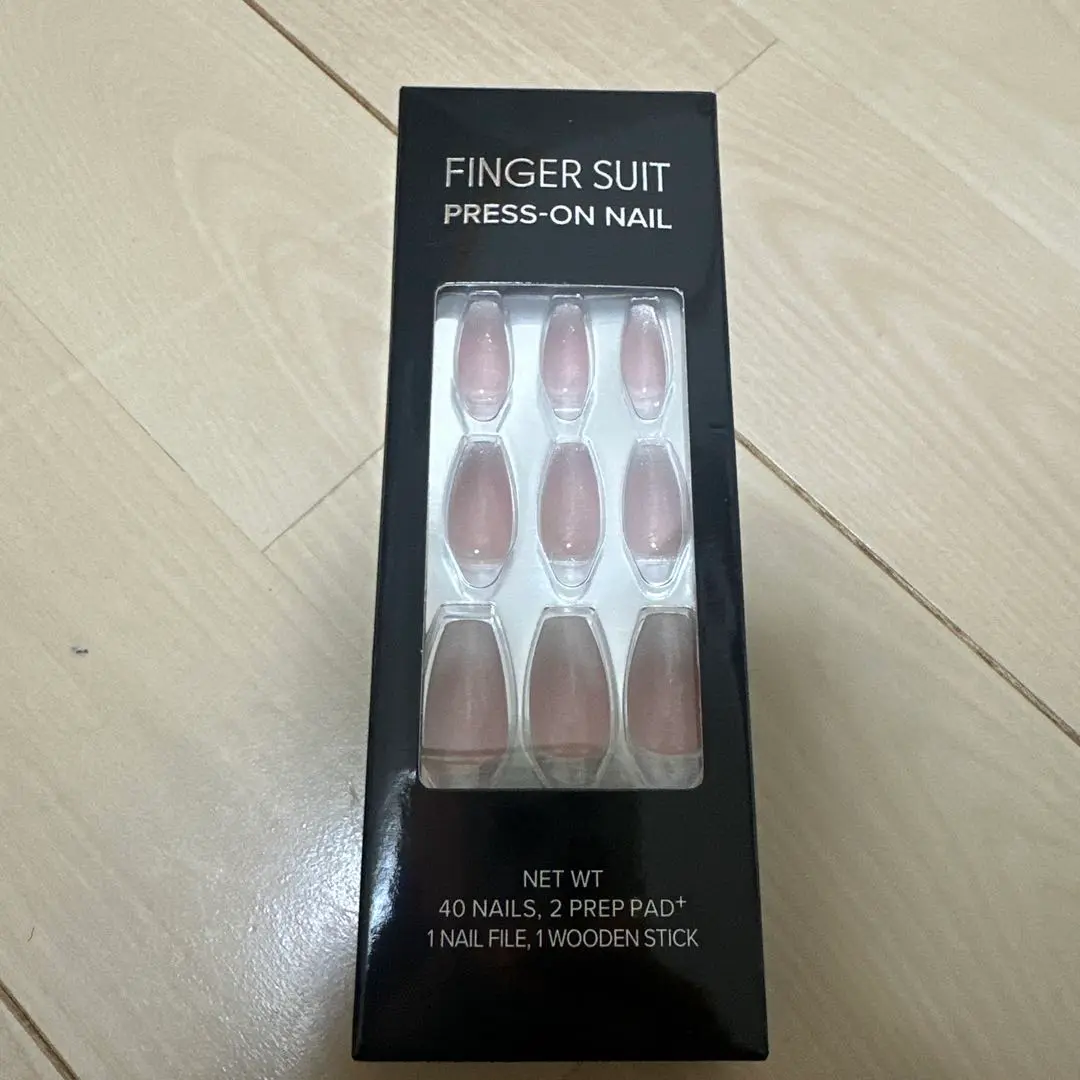 FINGER SUIT
PRESS-ON NAIL
NET WT
40 NAILS, 2 PREP PAD⁺
1 NAIL FILE, 1 WOODEN STICK